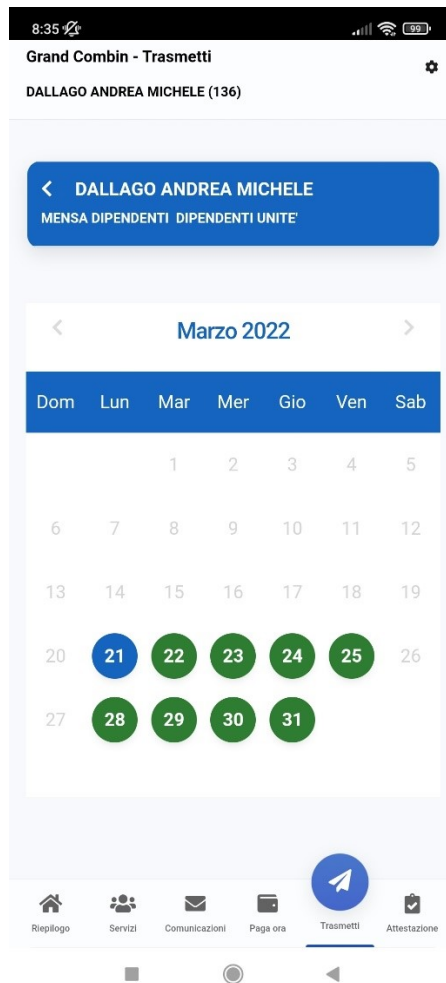 8:35 99
Grand Combin - Trasmetti
DALLAGO ANDREA MICHELE (136)
DALLAGO ANDREA MICHELE
MENSA DIPENDENTI DIPENDENTI UNITE'
Marzo 2022
Dom Lun Mar Mer Gio Ven Sab
1 2 3 4 5
6 7 8 9 10 11 12
13 14 15 16 17 18 19
20 21 22 23 24 25 26
27 28 29 30 31
Riepilogo Servizi Comunicazioni Paga ora Trasmetti Attestazione